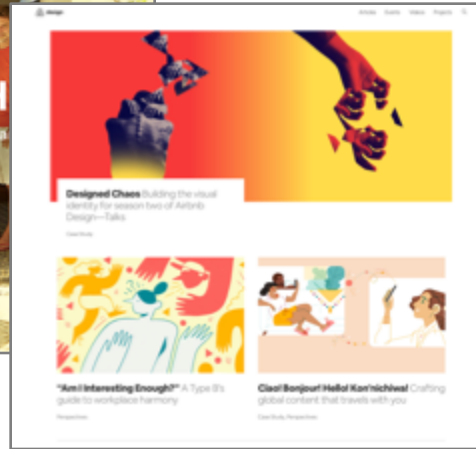 design
Articles Events Videos Projects
Designed Chaos Building the visual
identity for season two of Airbnb
Design—Talks
Case Study
"Am I Interesting Enough?" A Type B's
guide to workplace harmony
Perspectives
Ciao! Bonjour! Hello! Kon'nichiwa! Crafting
global content that travels with you
Case Study, Perspectives